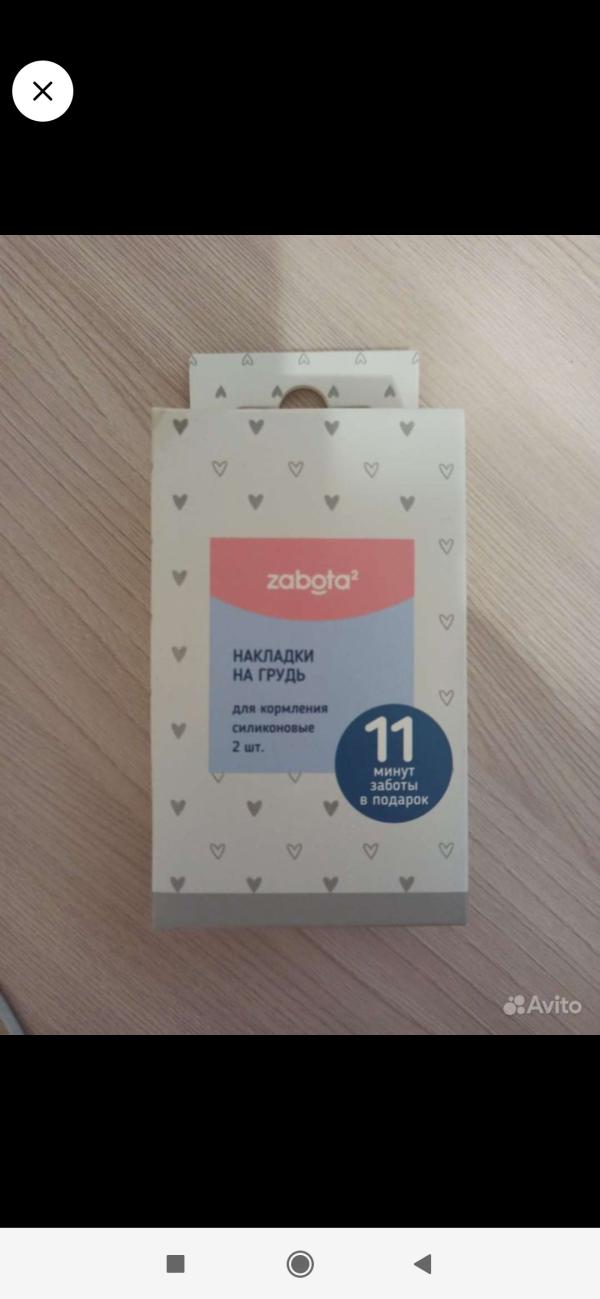 zabota²
НАКЛАДКИ
НА ГРУДЬ
для кормления
силиконовые
2 шт.
11
минут
заботы
в подарок
Avito